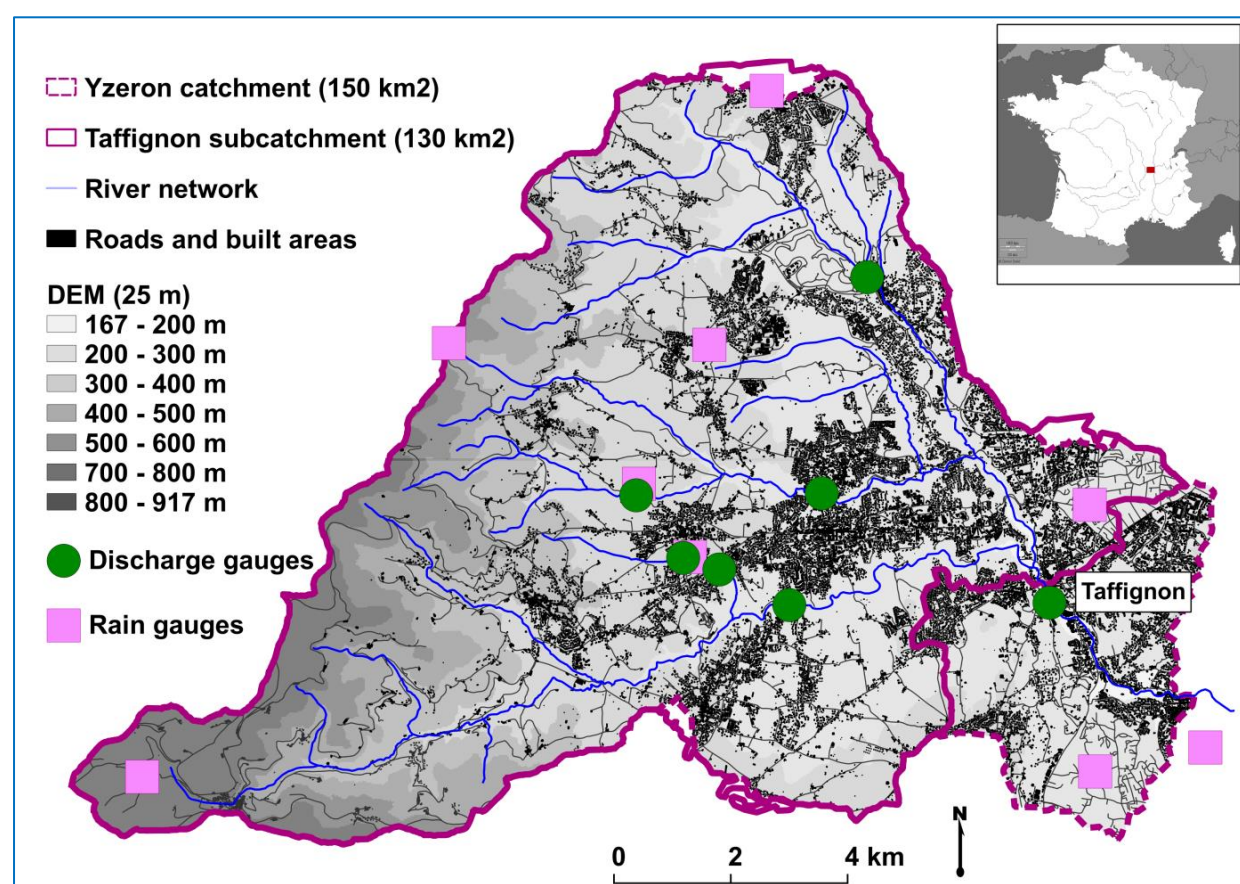 Yzeron catchment (150 km2)
Taffignon subcatchment (130 km2)
River network
Roads and built areas
DEM (25 m)
167 - 200 m
200 - 300 m
300 - 400 m
400 - 500 m
500 - 600 m
700 - 800 m
800 - 917 m
Discharge gauges
Rain gauges
Taffignon
N
0 2 4 km